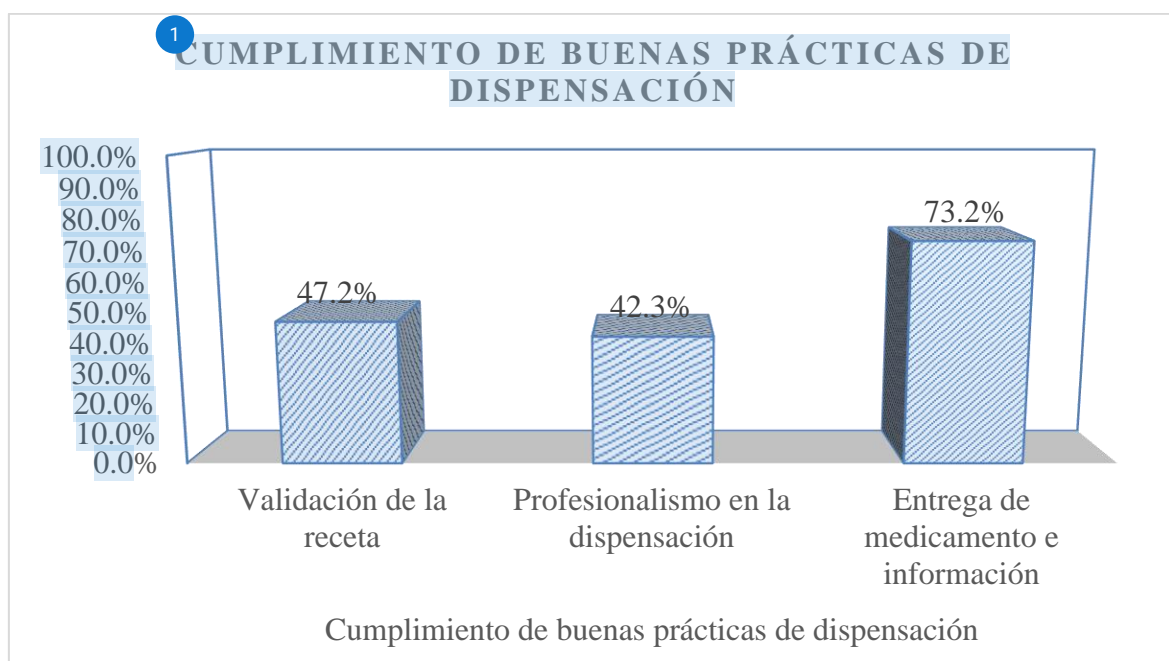 1
CUMPLIMIENTO DE BUENAS PRÁCTICAS DE
DISPENSACIÓN
100.0%
90.0%
80.0%
70.0%
60.0%
50.0%
40.0%
30.0%
20.0%
10.0%
0.0%
47.2%
42.3%
73.2%
Validación de la
receta
Profesionalismo en la
dispensación
Entrega de
medicamento e
información
Cumplimiento de buenas prácticas de dispensación